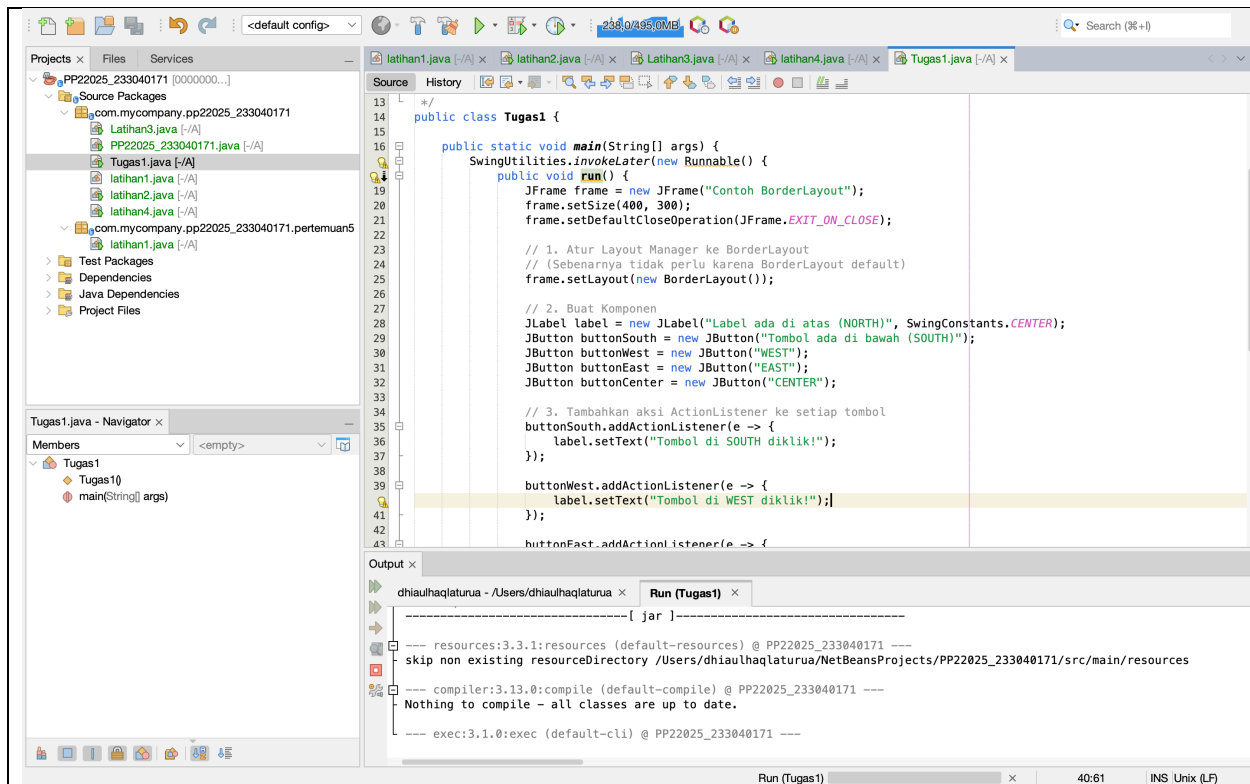 <default config>
238,0/495,0MB
Search (⌘+I)
Projects
Files
Services
PP22025_233040171 [0000000...]
Source Packages
com.mycompany.pp22025_233040171
Latihan3.java [-/A]
PP22025_233040171.java [-/A]
Tugas1.java [-/A]
latihan1.java [-/A]
latihan2.java [-/A]
latihan4.java [-/A]
com.mycompany.pp22025_233040171.pertemuan5
latihan1.java [-/A]
Test Packages
Dependencies
Java Dependencies
Project Files
Tugas1.java - Navigator
Members
<empty>
Tugas1
Tugas1()
main(String[] args)
latihan1.java [-/A]
latihan2.java [-/A]
Latihan3.java [-/A]
latihan4.java [-/A]
Tugas1.java [-/A]
Source
History
13 */
14 public class Tugas1 {
15
16 public static void main(String[] args) {
SwingUtilities.invokeLater(new Runnable() {
public void run() {
19 JFrame frame = new JFrame("Contoh BorderLayout");
20 frame.setSize(400, 300);
21 frame.setDefaultCloseOperation(JFrame.EXIT_ON_CLOSE);
22
23 // 1. Atur Layout Manager ke BorderLayout
24 // (Sebenarnya tidak perlu karena BorderLayout default)
25 frame.setLayout(new BorderLayout());
26
27 // 2. Buat Komponen
28 JLabel label = new JLabel("Label ada di atas (NORTH)", SwingConstants.CENTER);
29 JButton buttonSouth = new JButton("Tombol ada di bawah (SOUTH)");
30 JButton buttonWest = new JButton("WEST");
31 JButton buttonEast = new JButton("EAST");
32 JButton buttonCenter = new JButton("CENTER");
33
34 // 3. Tambahkan aksi ActionListener ke setiap tombol
35 buttonSouth.addActionListener(e -> {
36 label.setText("Tombol di SOUTH diklik!");
37 });
38
39 buttonWest.addActionListener(e -> {
label.setText("Tombol di WEST diklik!");
41 });
42
43 buttonEast.addActionListener(e -> {
Output
dhiaulhaqlaturua - /Users/dhiaulhaqlaturua
Run (Tugas1)
--------------------------------[ jar ]---------------------------------
--- resources:3.3.1:resources (default-resources) @ PP22025_233040171 ---
skip non existing resourceDirectory /Users/dhiaulhaqlaturua/NetBeansProjects/PP22025_233040171/src/main/resources
--- compiler:3.13.0:compile (default-compile) @ PP22025_233040171 ---
Nothing to compile - all classes are up to date.
--- exec:3.1.0:exec (default-cli) @ PP22025_233040171 ---
Run (Tugas1)
40:61
INS
Unix (LF)